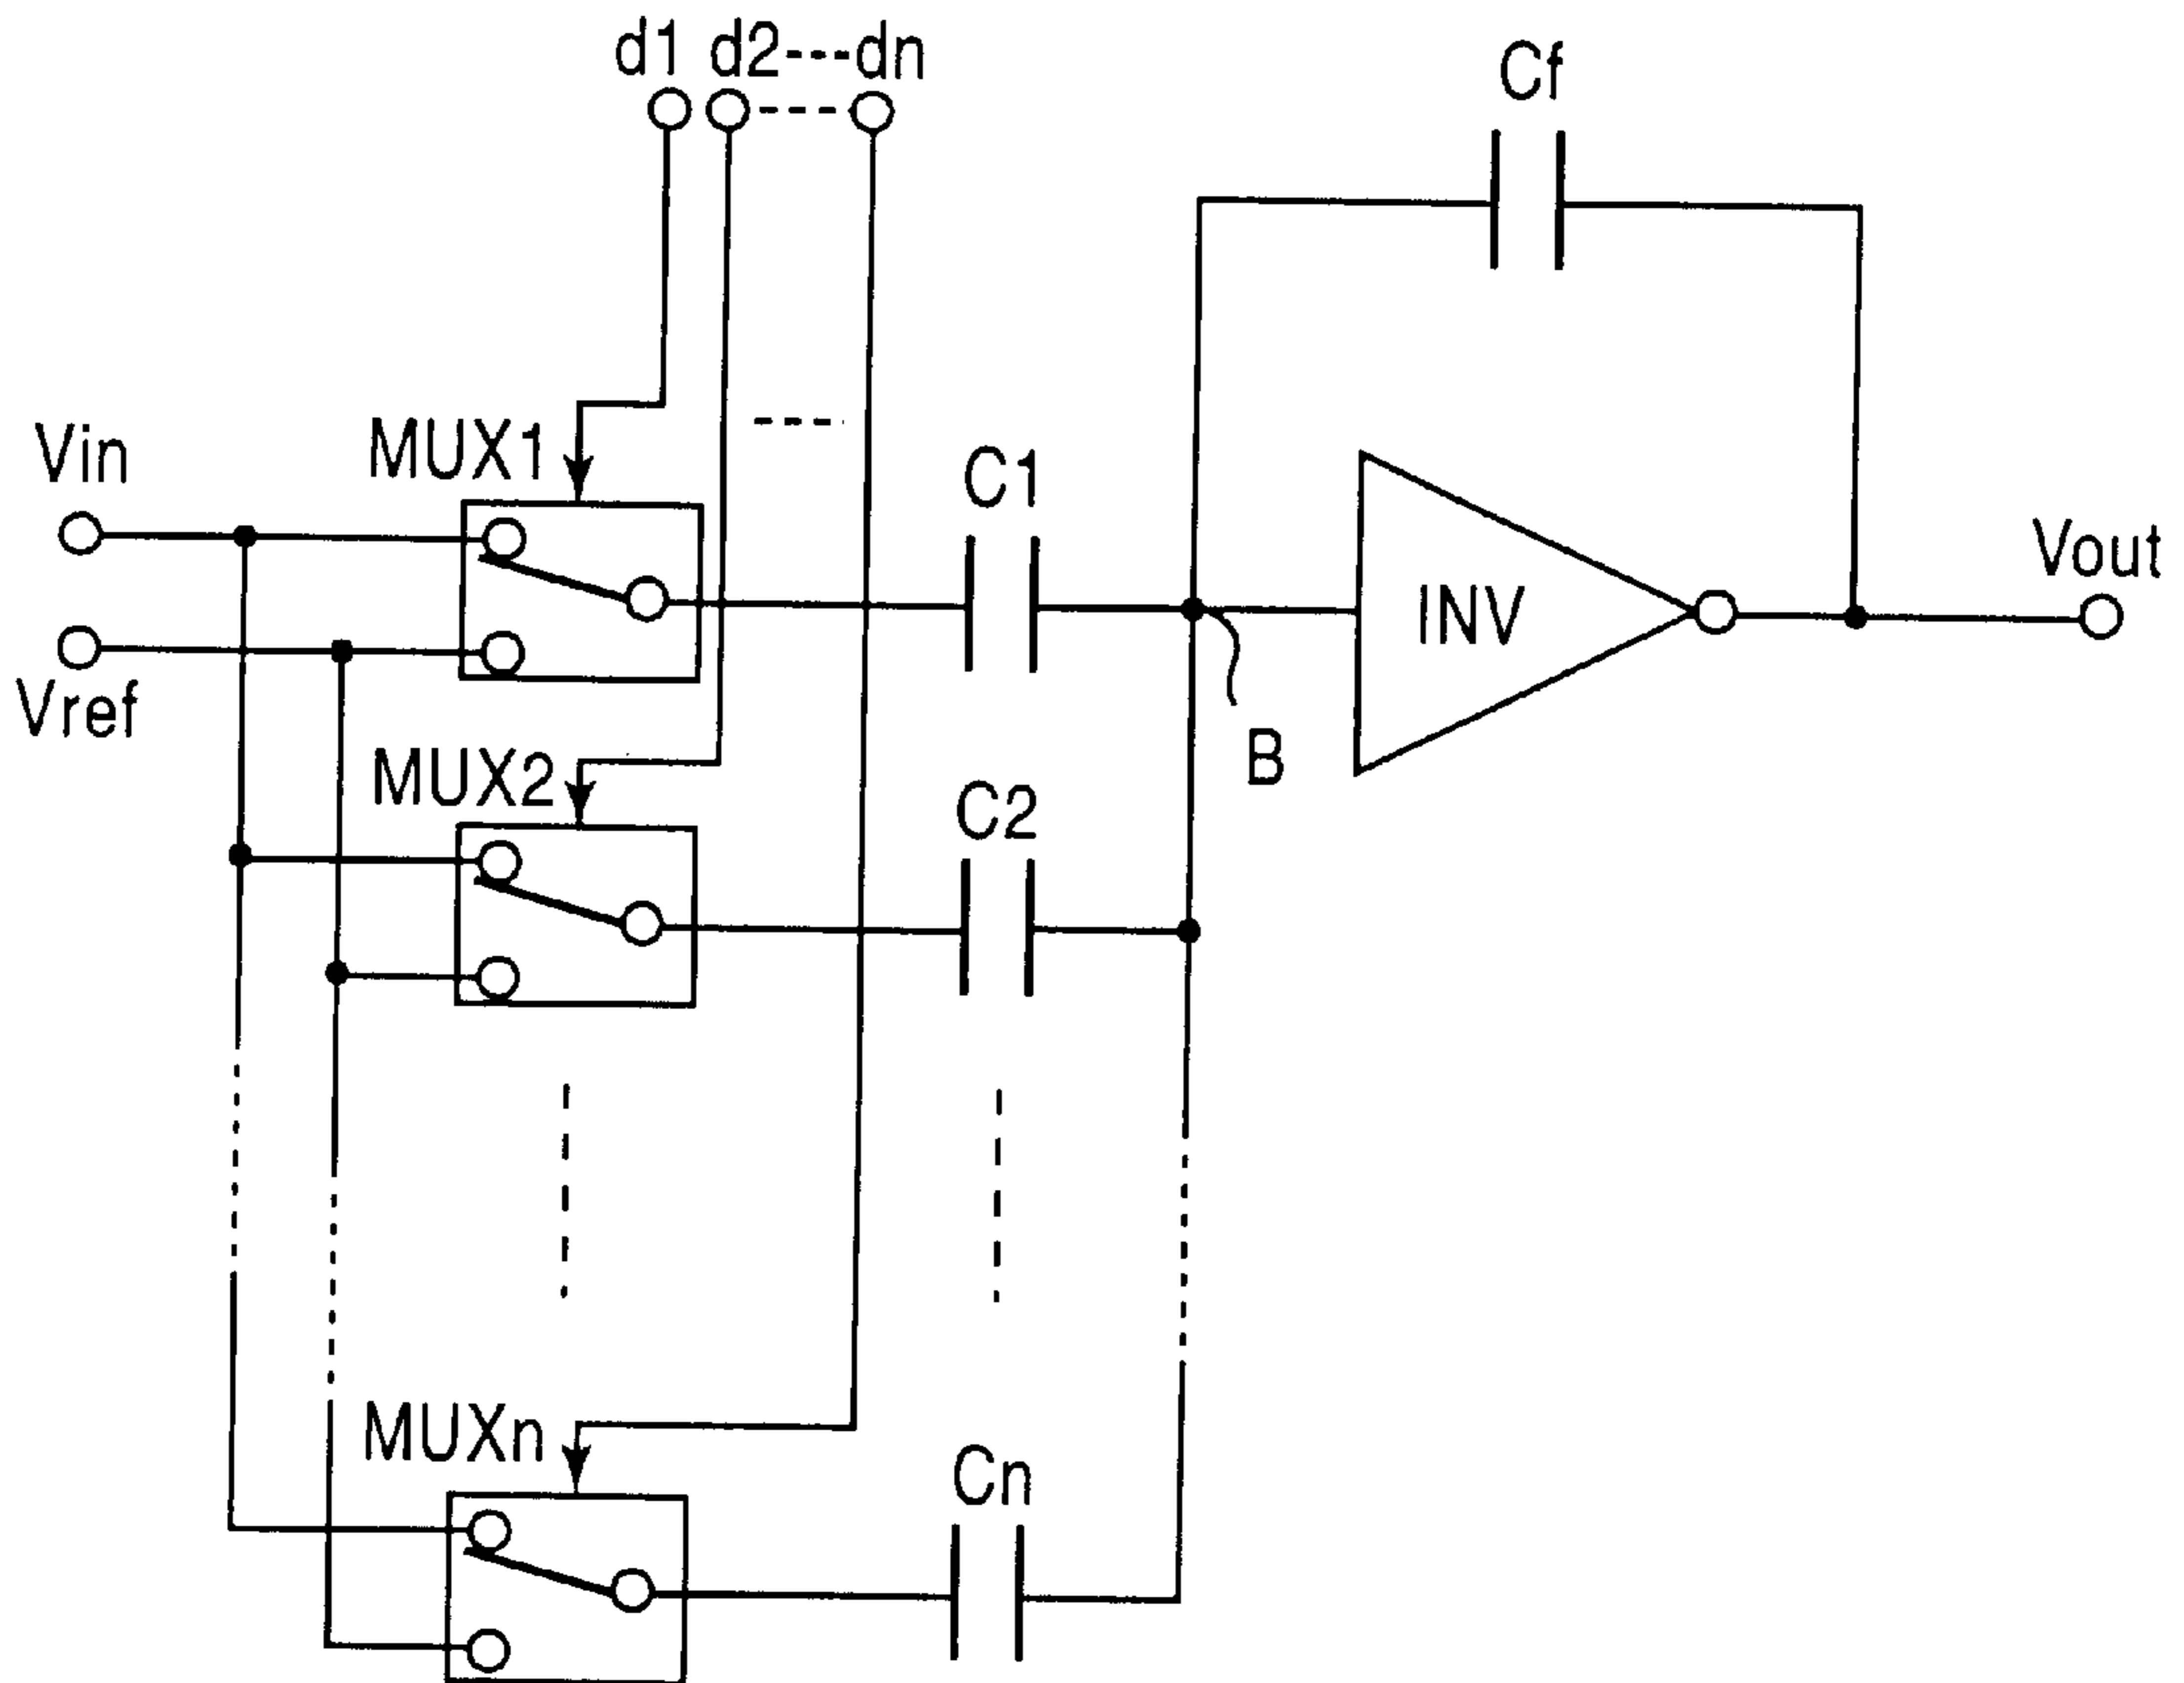 d1 d2---dn
Cf
Vin
MUX1
C1
INV
Vout
Vref
B
MUX2
C2
MUXn
Cn